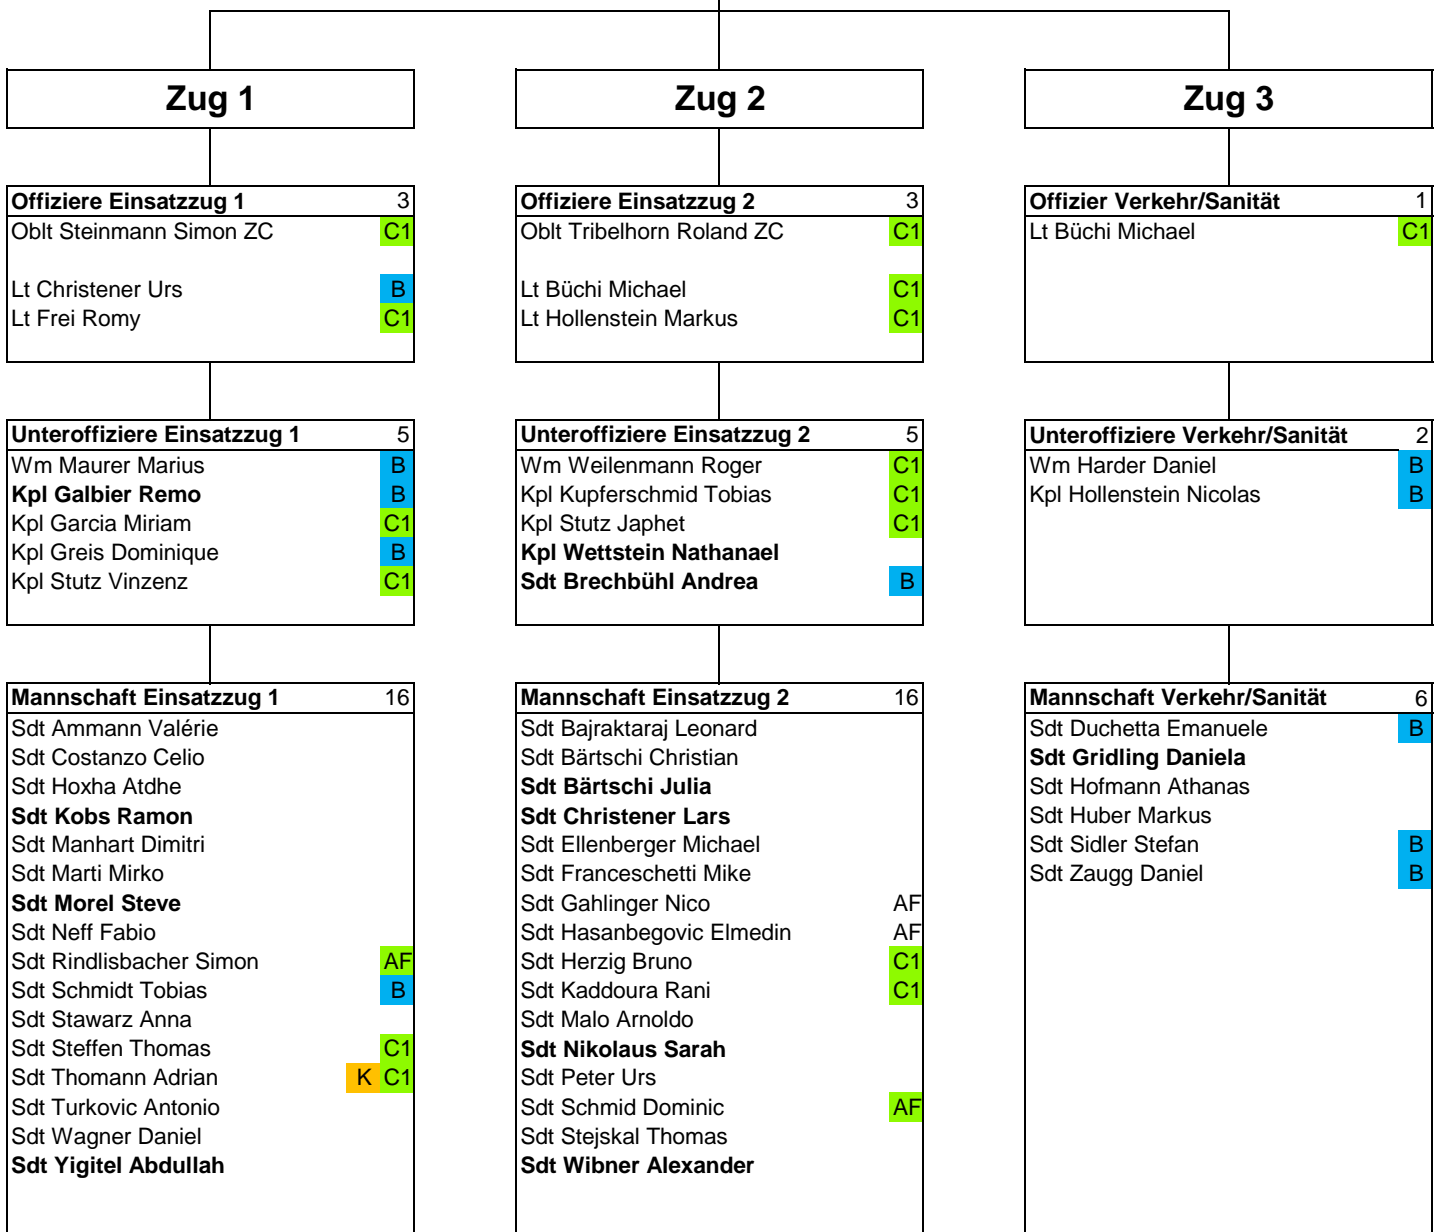 Zug 1
Offiziere Einsatzzug 1 3
Oblt Steinmann Simon ZC C1
Lt Christener Urs B
Lt Frei Romy C1
Unteroffiziere Einsatzzug 1 5
Wm Maurer Marius B
Kpl Galbier Remo B
Kpl Garcia Miriam C1
Kpl Greis Dominique B
Kpl Stutz Vinzenz C1
Mannschaft Einsatzzug 1 16
Sdt Ammann Valérie
Sdt Costanzo Celio
Sdt Hoxha Atdhe
Sdt Kobs Ramon
Sdt Manhart Dimitri
Sdt Marti Mirko
Sdt Morel Steve
Sdt Neff Fabio
Sdt Rindlisbacher Simon AF
Sdt Schmidt Tobias B
Sdt Stawarz Anna
Sdt Steffen Thomas C1
Sdt Thomann Adrian K C1
Sdt Turkovic Antonio
Sdt Wagner Daniel
Sdt Yigitel Abdullah
Zug 2
Offiziere Einsatzzug 2 3
Oblt Tribelhorn Roland ZC C1
Lt Büchi Michael C1
Lt Hollenstein Markus C1
Unteroffiziere Einsatzzug 2 5
Wm Weilenmann Roger C1
Kpl Kupferschmid Tobias C1
Kpl Stutz Japhet C1
Kpl Wettstein Nathanael
Sdt Brechbühl Andrea B
Mannschaft Einsatzzug 2 16
Sdt Bajraktaraj Leonard
Sdt Bärtschi Christian
Sdt Bärtschi Julia
Sdt Christener Lars
Sdt Ellenberger Michael
Sdt Franceschetti Mike
Sdt Gahlinger Nico AF
Sdt Hasanbegovic Elmedin AF
Sdt Herzig Bruno C1
Sdt Kaddoura Rani C1
Sdt Malo Arnoldo
Sdt Nikolaus Sarah
Sdt Peter Urs
Sdt Schmid Dominic AF
Sdt Stejskal Thomas
Sdt Wibner Alexander
Zug 3
Offizier Verkehr/Sanität 1
Lt Büchi Michael C1
Unteroffiziere Verkehr/Sanität 2
Wm Harder Daniel B
Kpl Hollenstein Nicolas B
Mannschaft Verkehr/Sanität 6
Sdt Duchetta Emanuele B
Sdt Gridling Daniela
Sdt Hofmann Athanas
Sdt Huber Markus
Sdt Sidler Stefan B
Sdt Zaugg Daniel B